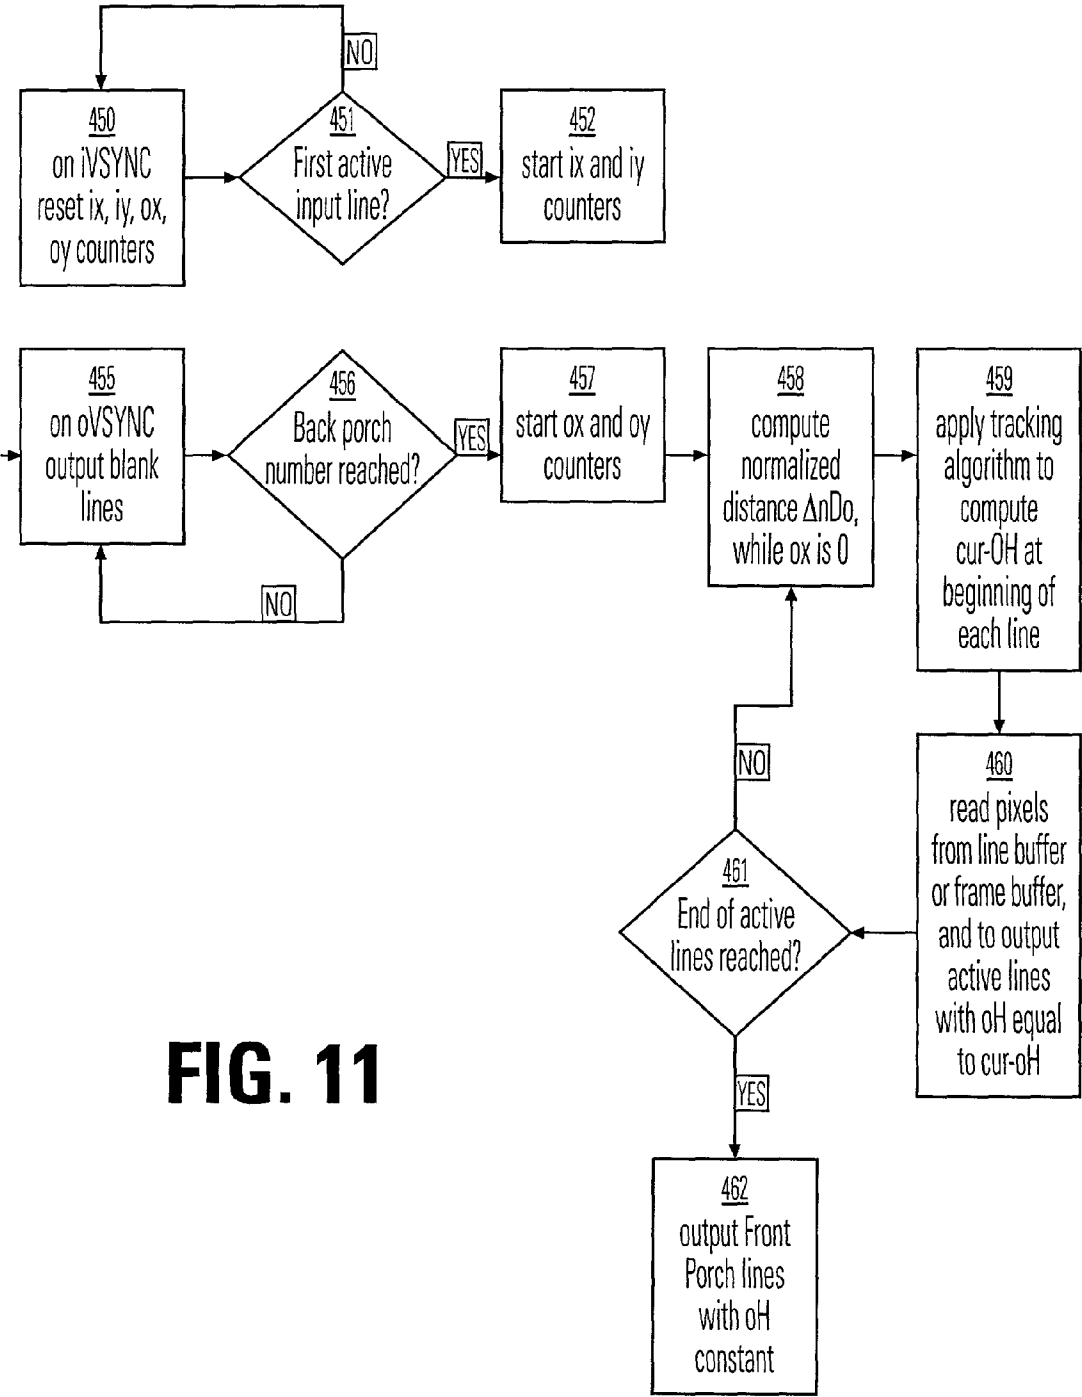 NO
450
on iVSYNC
reset ix, iy, ox,
oy counters
451
First active
input line?
YES
452
start ix and iy
counters
455
on oVSYNC
output blank
lines
456
Back porch
number reached?
YES
NO
457
start ox and oy
counters
458
compute
normalized
distance ΔnDo,
while ox is 0
459
apply tracking
algorithm to
compute
cur-OH at
beginning of
each line
460
read pixels
from line buffer
or frame buffer,
and to output
active lines
with oH equal
to cur-oH
NO
461
End of active
lines reached?
YES
462
output Front
Porch lines
with oH
constant
FIG. 11